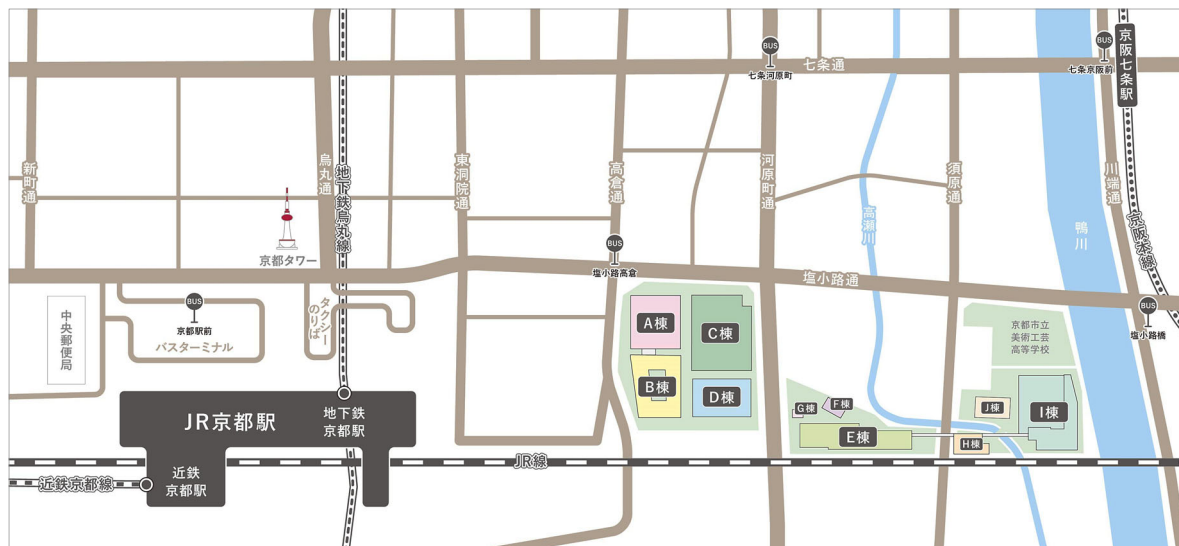 BUS
七条河原町
七条通
BUS
七条京阪前
京阪七条駅
新町通
烏丸通
地下鉄烏丸線
東洞院通
高倉通
河原町通
高瀬川
須原通
鴨川
川端通
京阪本線
京都タワー
BUS
塩小路高倉
塩小路通
BUS
塩小路橋
中央郵便局
BUS
京都駅前
バスターミナル
タクシー
のりば
A棟
B棟
C棟
D棟
京都市立
美術工芸
高等学校
G棟
F棟
E棟
J棟
H棟
I棟
JR京都駅
地下鉄
京都駅
近鉄
京都駅
JR線
近鉄京都線